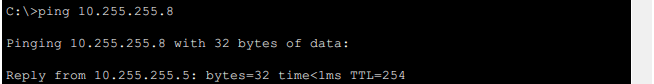 C:\>ping 10.255.255.8
Pinging 10.255.255.8 with 32 bytes of data:
Reply from 10.255.255.5: bytes=32 time<1ms TTL=254